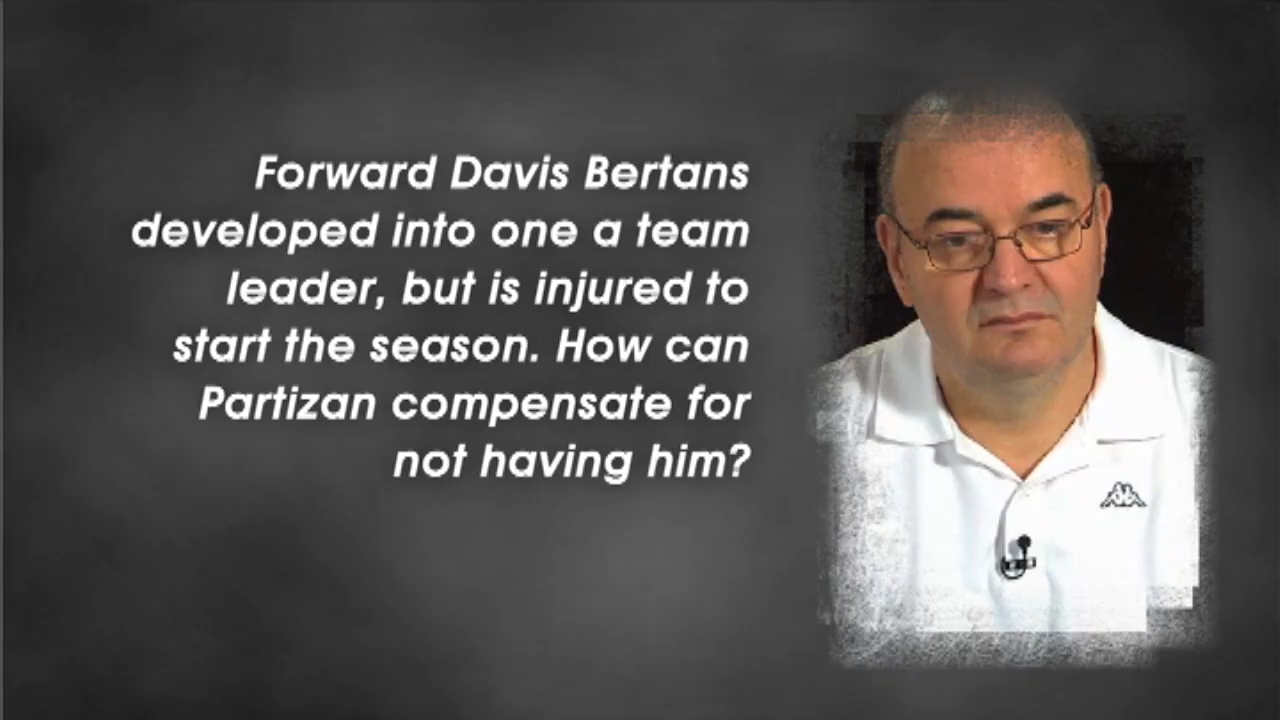 Forward Davis Bertans
developed into one a team
leader, but is injured to
start the season. How can
Partizan compensate for
not having him?